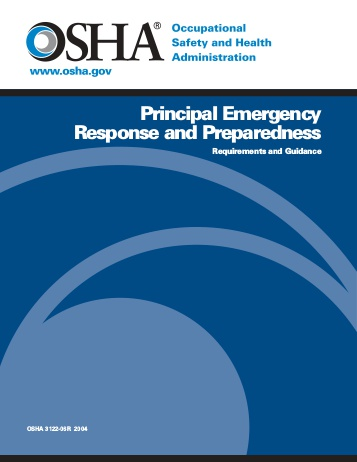 OSHA®
Occupational
Safety and Health
Administration
www.osha.gov
Principal Emergency
Response and Preparedness
Requirements and Guidance
OSHA 3122-06R 2004